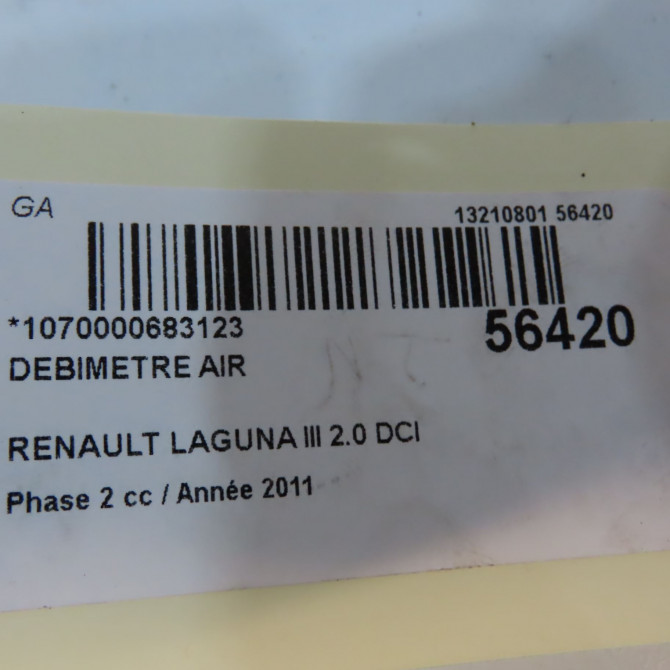 GA
13210801 56420
*1070000683123
56420
DEBIMETRE AIR
RENAULT LAGUNA III 2.0 DCI
Phase 2 cc / Année 2011